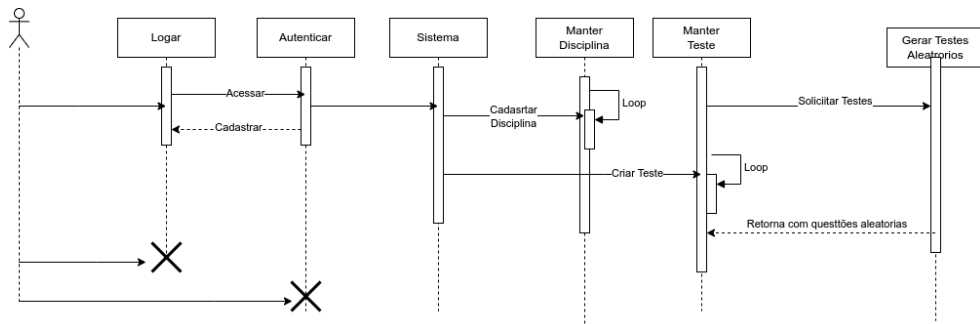 Logar
Autenticar
Sistema
Manter
Disciplina
Manter
Teste
Gerar Testes
Aleatrorios
Acessar
Cadastrar
Cadasrtar
Disciplina
Loop
Soliciitar Testes
Criar Teste
Loop
Retorna com questtões aleatorias